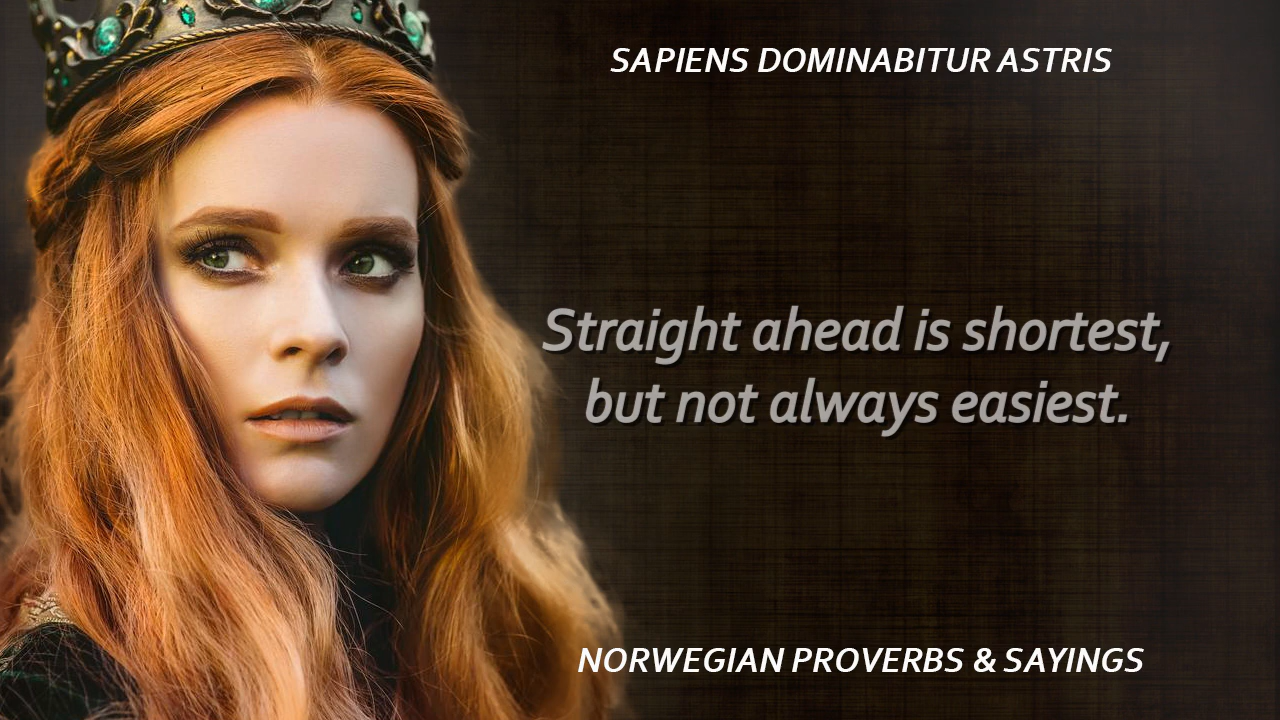 SAPIENS DOMINABITUR ASTRIS
Straight ahead is shortest,
but not always easiest.
NORWEGIAN PROVERBS & SAYINGS